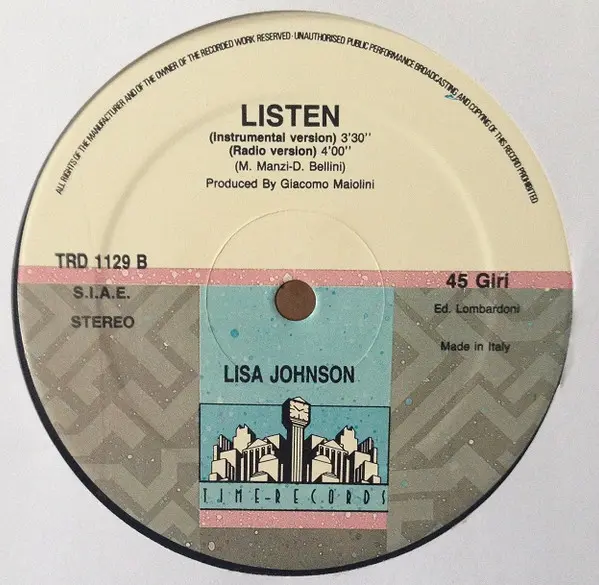 ALL RIGHTS OF THE MANUFACTURER AND OF THE OWNER OF THE RECORDED WORK RESERVED · UNAUTHORISED PUBLIC PERFORMANCE BROADCASTING AND COPYING OF THIS RECORD PROHIBITED
LISTEN
(Instrumental version) 3'30''
(Radio version) 4'00''
(M. Manzi-D. Bellini)
Produced By Giacomo Maiolini
TRD 1129 B
S.I.A.E.
STEREO
45 Giri
Ed. Lombardoni
Made in Italy
LISA JOHNSON
TIME-RECORDS